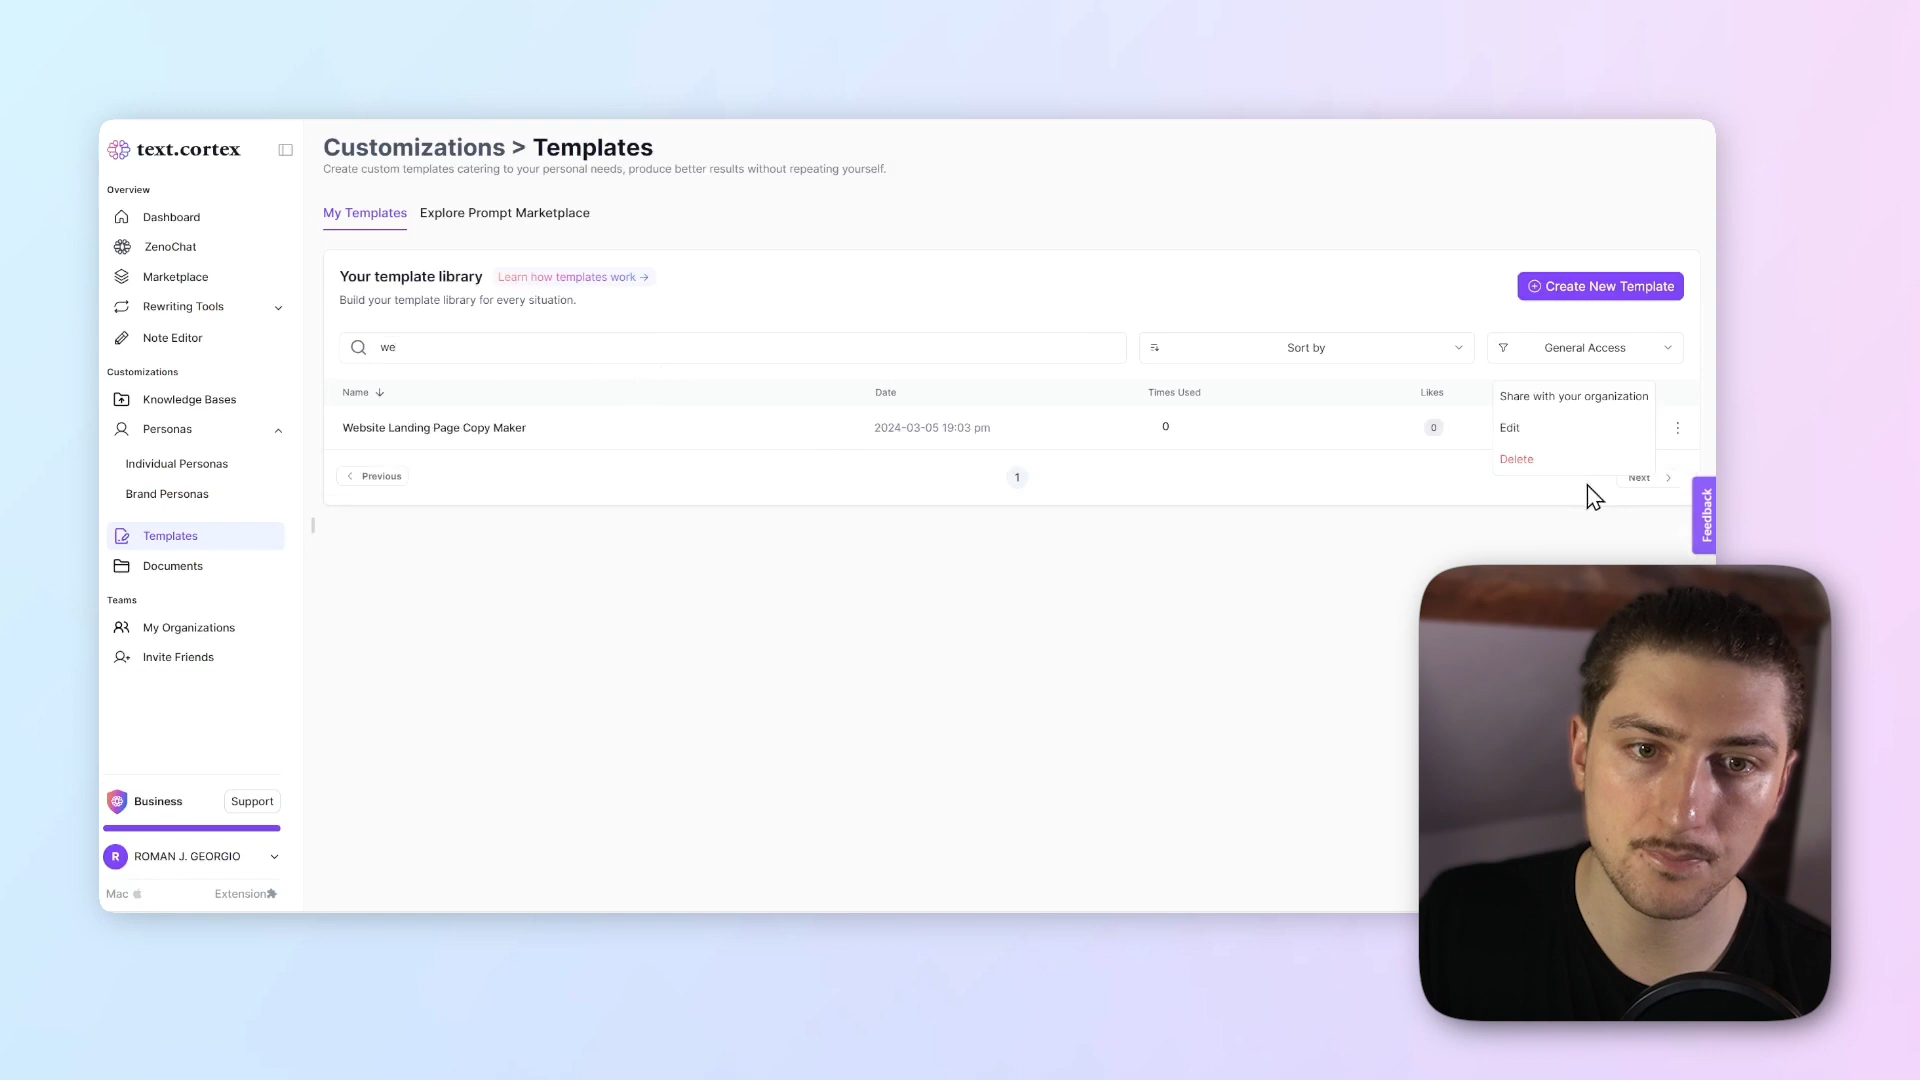 text.cortex
Overview
Dashboard
ZenoChat
Marketplace
Rewriting Tools
Note Editor
Customizations
Knowledge Bases
Personas
Individual Personas
Brand Personas
Templates
Documents
Teams
My Organizations
Invite Friends
Business
Support
R
ROMAN J. GEORGIO
Mac
Extension
Customizations > Templates
Create custom templates catering to your personal needs, produce better results without repeating yourself.
My Templates
Explore Prompt Marketplace
Your template library
Learn how templates work →
Build your template library for every situation.
Create New Template
we
Sort by
General Access
Name
Date
Times Used
Likes
Website Landing Page Copy Maker
2024-03-05 19:03 pm
0
0
Share with your organization
Edit
Delete
Previous
1
Next
Feedback